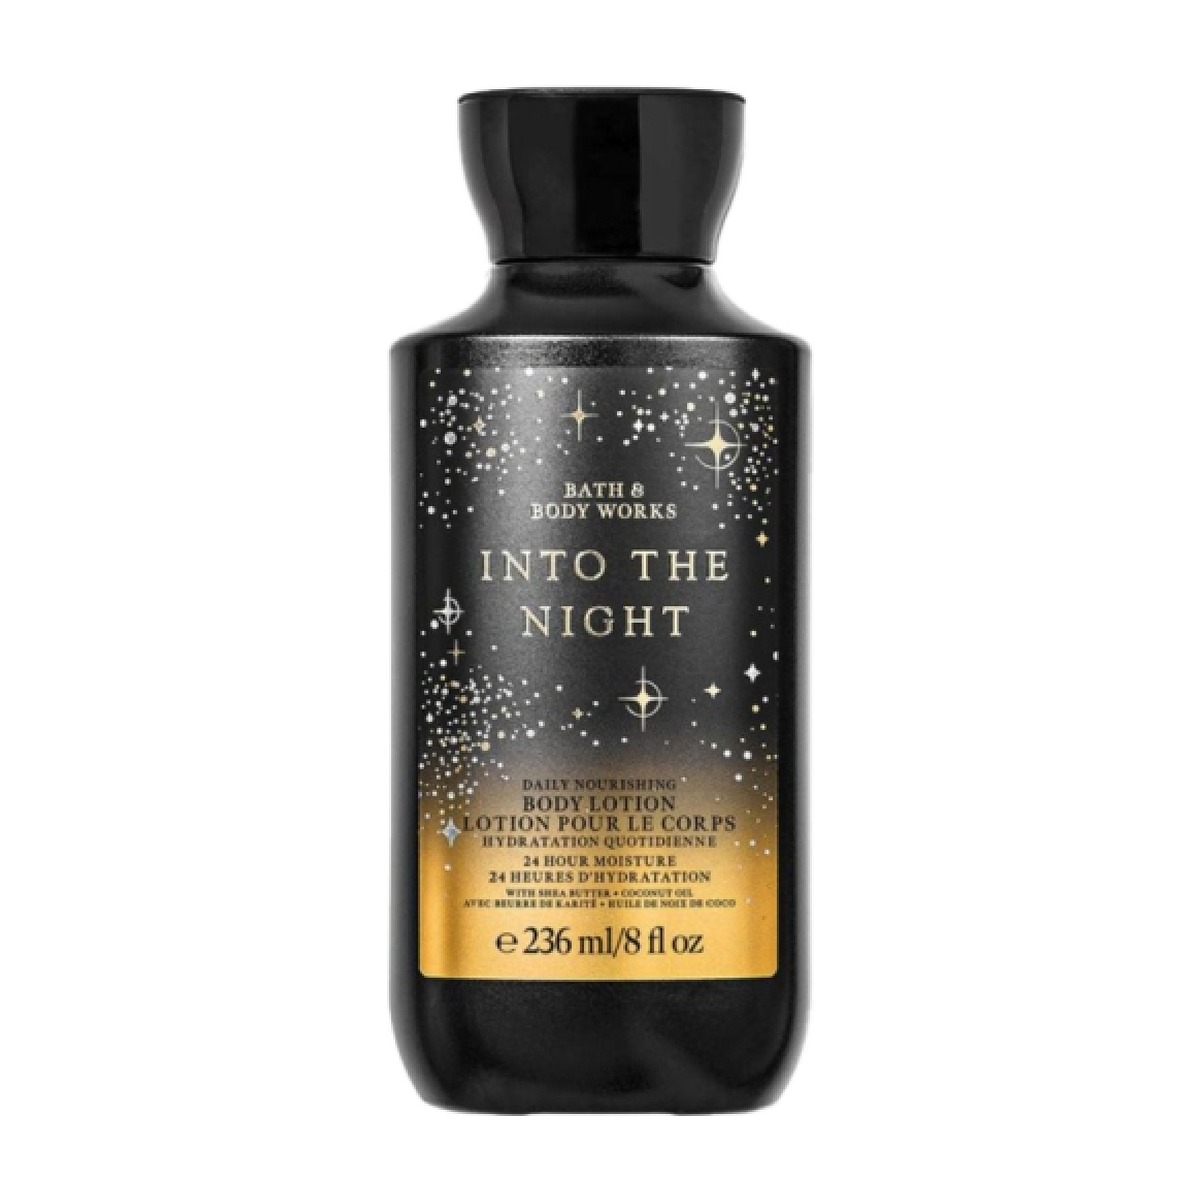 BATH &
BODY WORKS
INTO THE
NIGHT
DAILY NOURISHING
BODY LOTION
LOTION POUR LE CORPS
HYDRATATION QUOTIDIENNE
24 HOUR MOISTURE
24 HEURES D'HYDRATATION
WITH SHEA BUTTER + COCONUT OIL
AVEC BEURRE DE KARITÉ + HUILE DE NOIX DE COCO
℮ 236 ml/8 fl oz